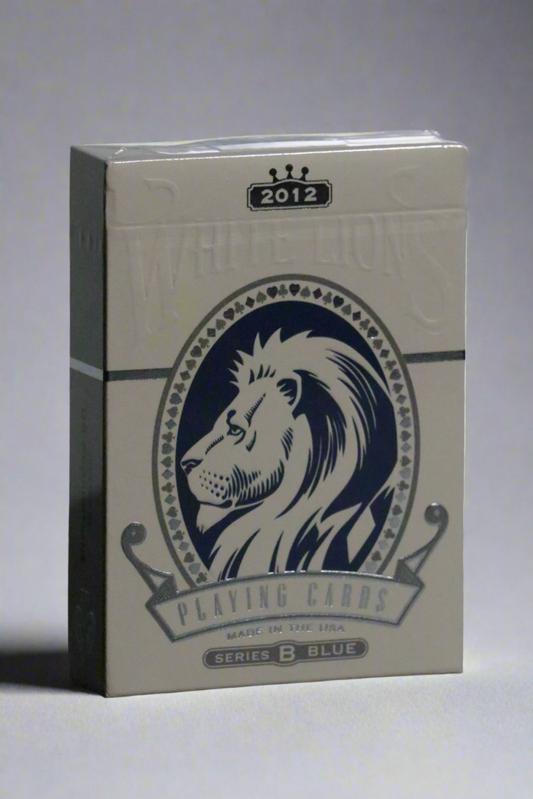 2012
WHITE LIONS
PLAYING CARDS
MADE IN THE USA
SERIES B BLUE